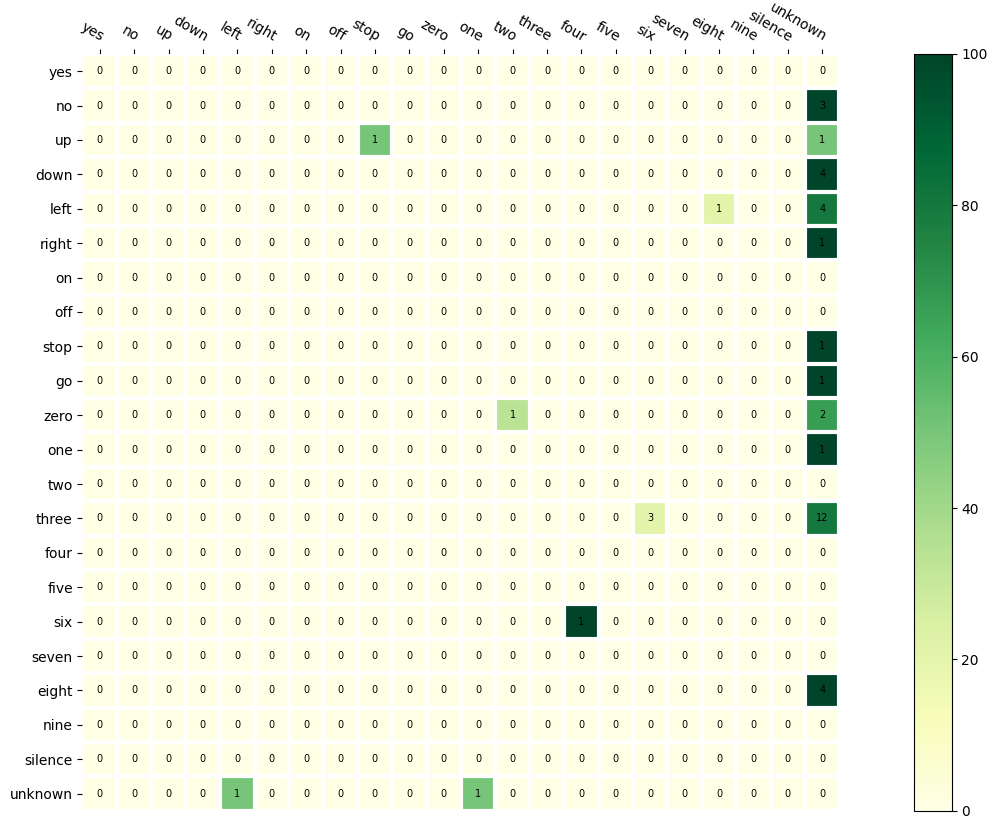 yes no up down left right on off stop go zero one two three four five six seven eight nine silence unknown
yes 0 0 0 0 0 0 0 0 0 0 0 0 0 0 0 0 0 0 0 0 0 0
no 0 0 0 0 0 0 0 0 0 0 0 0 0 0 0 0 0 0 0 0 0 3
up 0 0 0 0 0 0 0 0 1 0 0 0 0 0 0 0 0 0 0 0 0 1
down 0 0 0 0 0 0 0 0 0 0 0 0 0 0 0 0 0 0 0 0 0 4
left 0 0 0 0 0 0 0 0 0 0 0 0 0 0 0 0 0 0 1 0 0 4
right 0 0 0 0 0 0 0 0 0 0 0 0 0 0 0 0 0 0 0 0 0 1
on 0 0 0 0 0 0 0 0 0 0 0 0 0 0 0 0 0 0 0 0 0 0
off 0 0 0 0 0 0 0 0 0 0 0 0 0 0 0 0 0 0 0 0 0 0
stop 0 0 0 0 0 0 0 0 0 0 0 0 0 0 0 0 0 0 0 0 0 1
go 0 0 0 0 0 0 0 0 0 0 0 0 0 0 0 0 0 0 0 0 0 1
zero 0 0 0 0 0 0 0 0 0 0 0 0 1 0 0 0 0 0 0 0 0 2
one 0 0 0 0 0 0 0 0 0 0 0 0 0 0 0 0 0 0 0 0 0 1
two 0 0 0 0 0 0 0 0 0 0 0 0 0 0 0 0 0 0 0 0 0 0
three 0 0 0 0 0 0 0 0 0 0 0 0 0 0 0 0 3 0 0 0 0 12
four 0 0 0 0 0 0 0 0 0 0 0 0 0 0 0 0 0 0 0 0 0 0
five 0 0 0 0 0 0 0 0 0 0 0 0 0 0 0 0 0 0 0 0 0 0
six 0 0 0 0 0 0 0 0 0 0 0 0 0 0 1 0 0 0 0 0 0 0
seven 0 0 0 0 0 0 0 0 0 0 0 0 0 0 0 0 0 0 0 0 0 0
eight 0 0 0 0 0 0 0 0 0 0 0 0 0 0 0 0 0 0 0 0 0 4
nine 0 0 0 0 0 0 0 0 0 0 0 0 0 0 0 0 0 0 0 0 0 0
silence 0 0 0 0 0 0 0 0 0 0 0 0 0 0 0 0 0 0 0 0 0 0
unknown 0 0 0 0 1 0 0 0 0 0 0 1 0 0 0 0 0 0 0 0 0 0
100
80
60
40
20
0